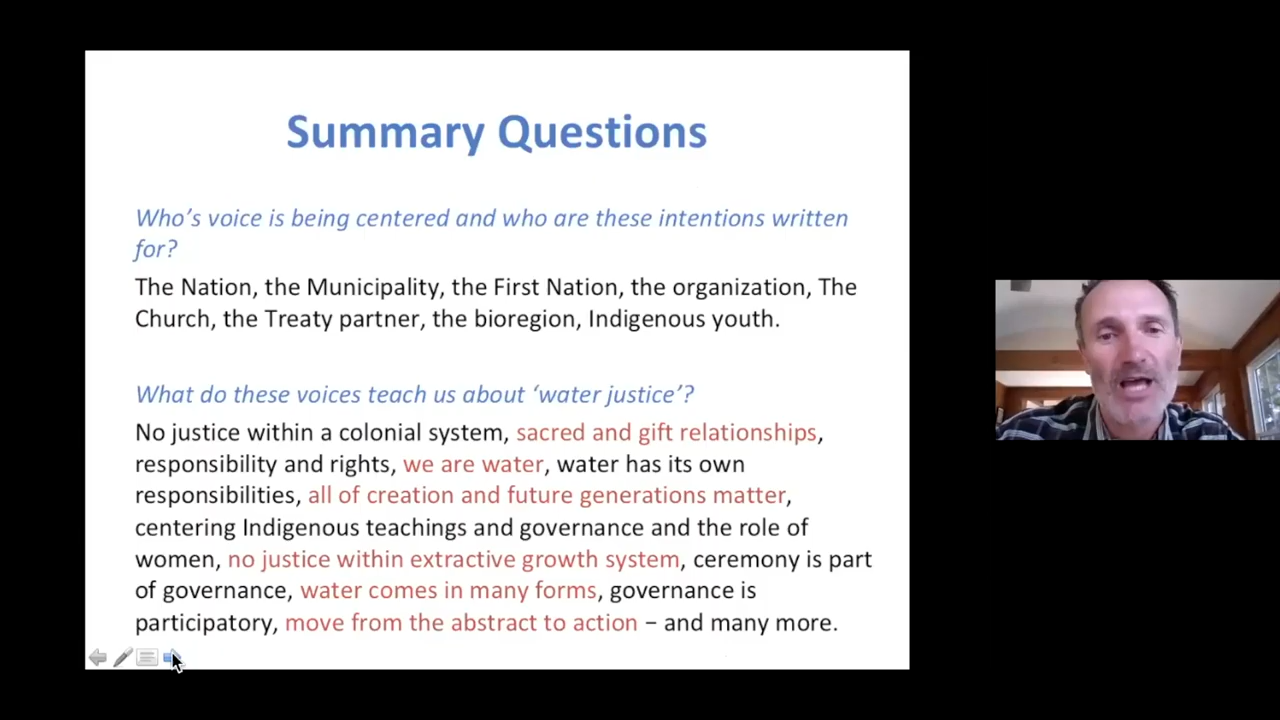 Summary Questions
Who’s voice is being centered and who are these intentions written
for?
The Nation, the Municipality, the First Nation, the organization, The
Church, the Treaty partner, the bioregion, Indigenous youth.
What do these voices teach us about ‘water justice’?
No justice within a colonial system, sacred and gift relationships,
responsibility and rights, we are water, water has its own
responsibilities, all of creation and future generations matter,
centering Indigenous teachings and governance and the role of
women, no justice within extractive growth system, ceremony is part
of governance, water comes in many forms, governance is
participatory, move from the abstract to action – and many more.